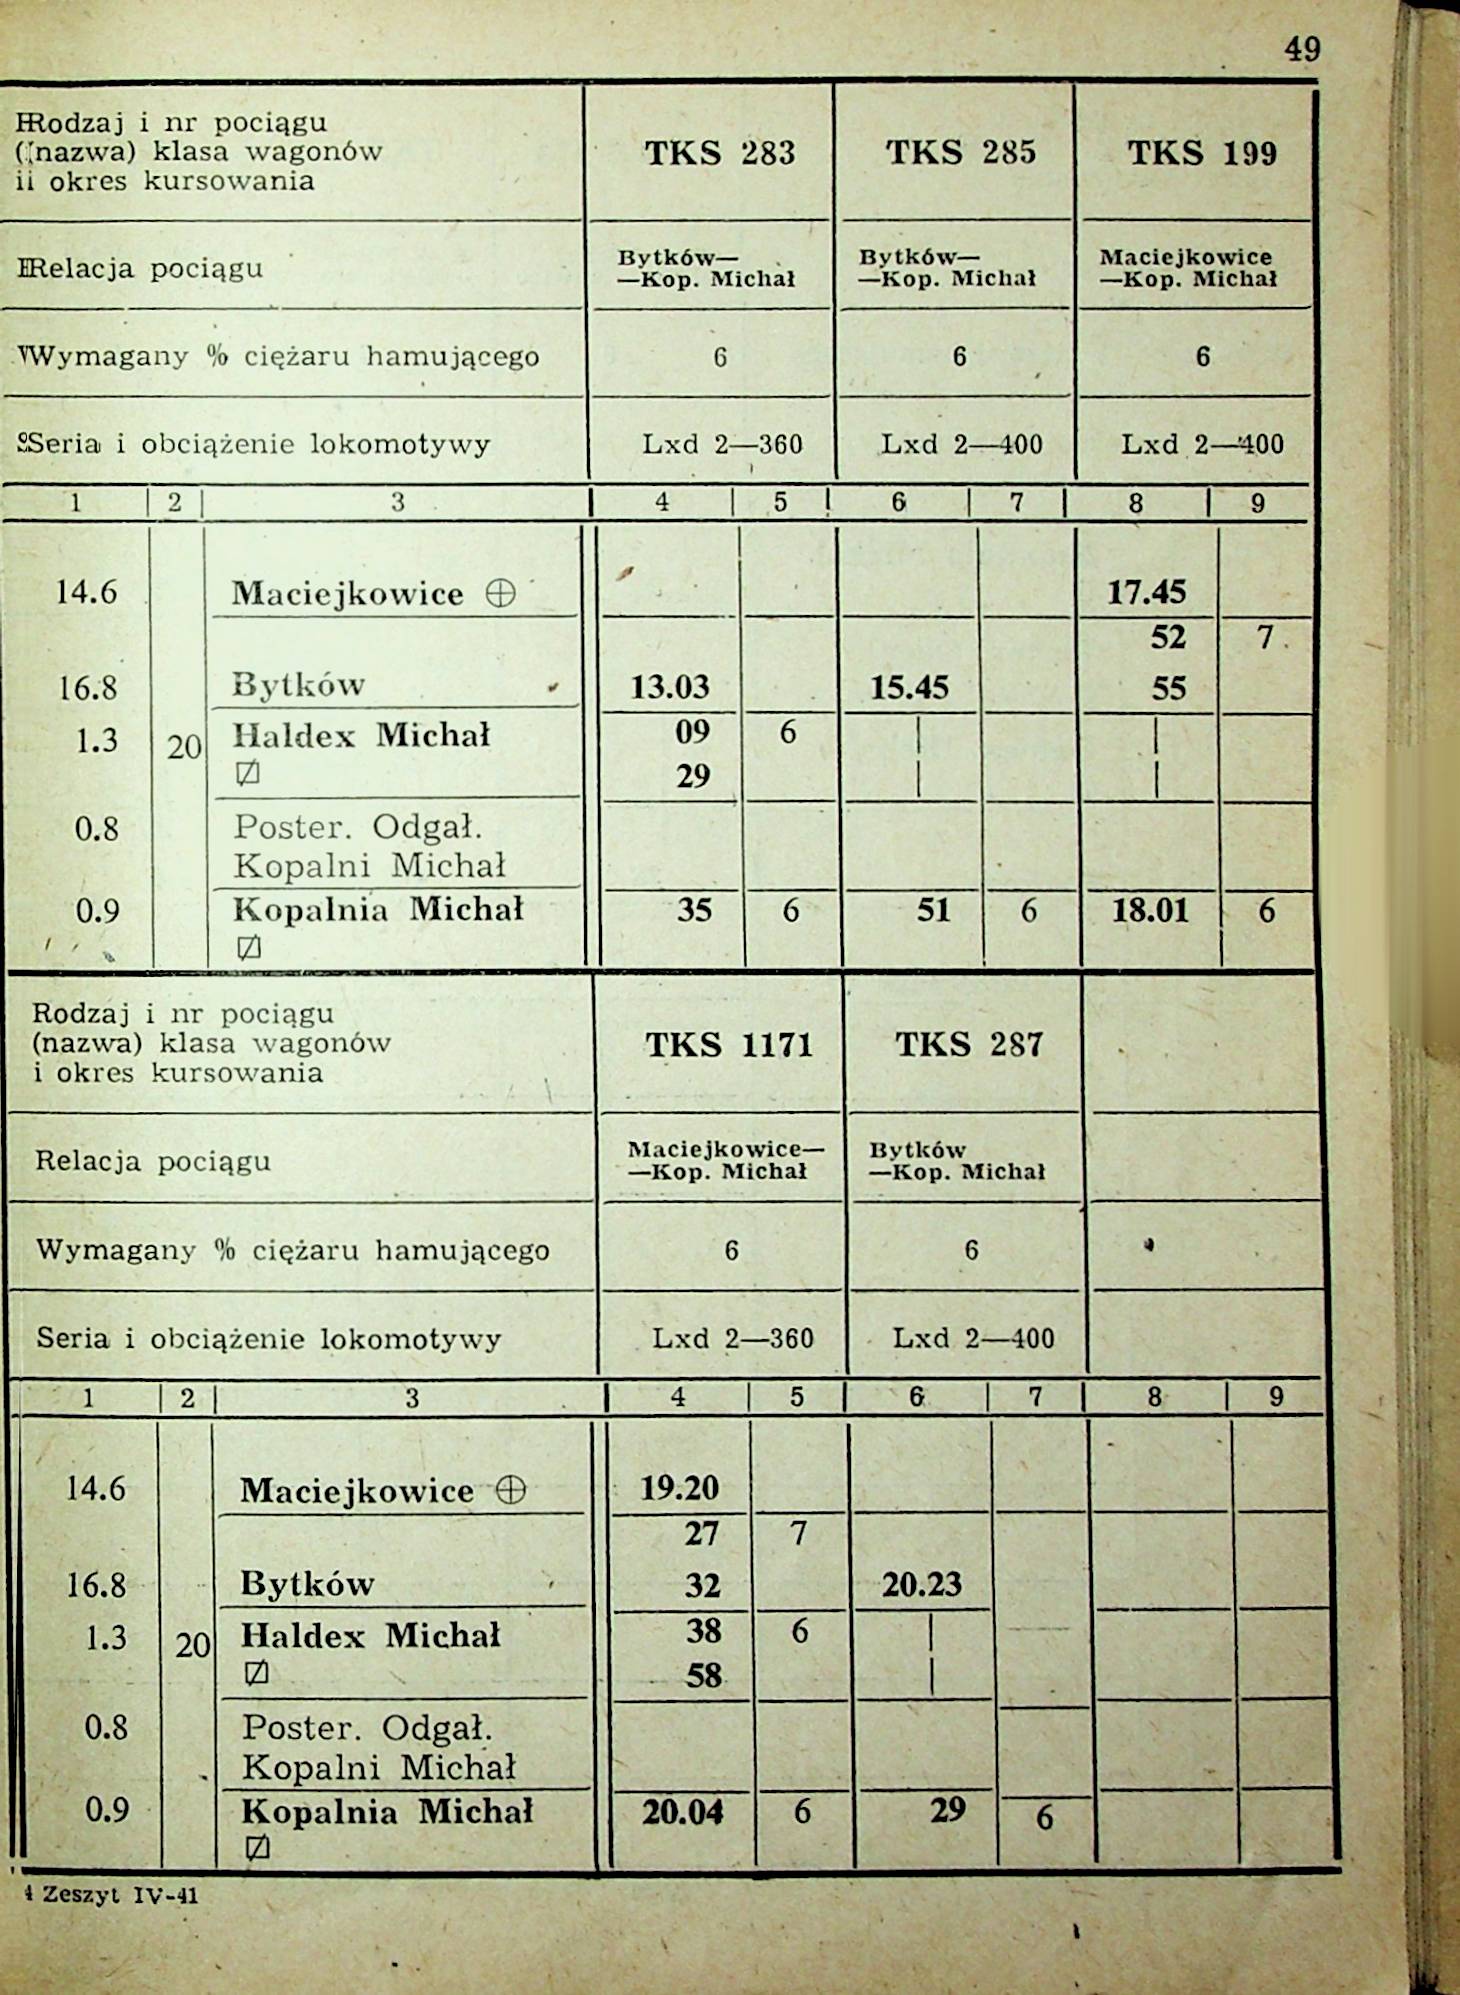 49
Rodzaj i nr pociągu
(nazwa) klasa wagonów
i okres kursowania
TKS 283
TKS 285
TKS 199
Relacja pociągu
Bytków—
—Kop. Michał
Bytków—
—Kop. Michał
Maciejkowice
—Kop. Michał
Wymagany % ciężaru hamującego
6
6
6
Seria i obciążenie lokomotywy
Lxd 2—360
Lxd 2—400
Lxd 2—400
1 2 3 4 5 6 7 8 9
14.6 Maciejkowice ⊕ 17.45
52 7
16.8 Bytków 13.03 15.45 55
1.3 20 Haldex Michał 09 6 | |
⍁ 29 | |
0.8 Poster. Odgał.
Kopalni Michał
0.9 Kopalnia Michał 35 6 51 6 18.01 6
⍁
Rodzaj i nr pociągu
(nazwa) klasa wagonów
i okres kursowania
TKS 1171
TKS 287
Relacja pociągu
Maciejkowice—
—Kop. Michał
Bytków
—Kop. Michał
Wymagany % ciężaru hamującego
6
6
Seria i obciążenie lokomotywy
Lxd 2—360
Lxd 2—400
1 2 3 4 5 6 7 8 9
14.6 Maciejkowice ⊕ 19.20
27 7
16.8 Bytków 32 20.23
1.3 20 Haldex Michał 38 6 |
⍁ 58 |
0.8 Poster. Odgał.
Kopalni Michał
0.9 Kopalnia Michał 20.04 6 29 6
⍁
4 Zeszyt IV-41